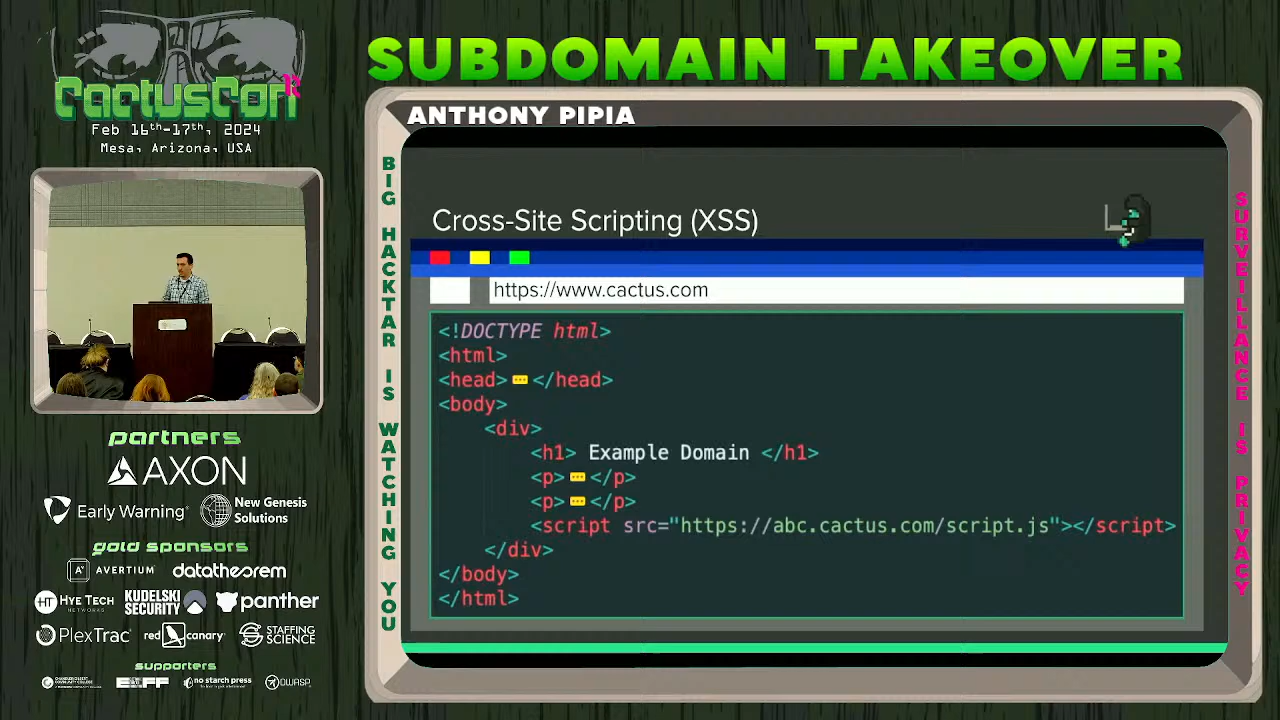 SUBDOMAIN TAKEOVER
CactusCon
Feb 16th-17th, 2024
Mesa, Arizona, USA
ANTHONY PIPIA
BIG HACKTAR IS WATCHING YOU
SURVEILLANCE IS PRIVACY
Cross-Site Scripting (XSS)
https://www.cactus.com
<!DOCTYPE html>
<html>
<head>…</head>
<body>
<div>
<h1> Example Domain </h1>
<p>…</p>
<p>…</p>
<script src="https://abc.cactus.com/script.js"></script>
</div>
</body>
</html>
partners
AXON
Early Warning
New Genesis Solutions
gold sponsors
A+ AVERTIUM
datatheorem
HT HYE TECH NETWORKS
KUDELSKI SECURITY
panther
PlexTrac
red canary
STAFFING SCIENCE
supporters
EFF
no starch press
OWASP